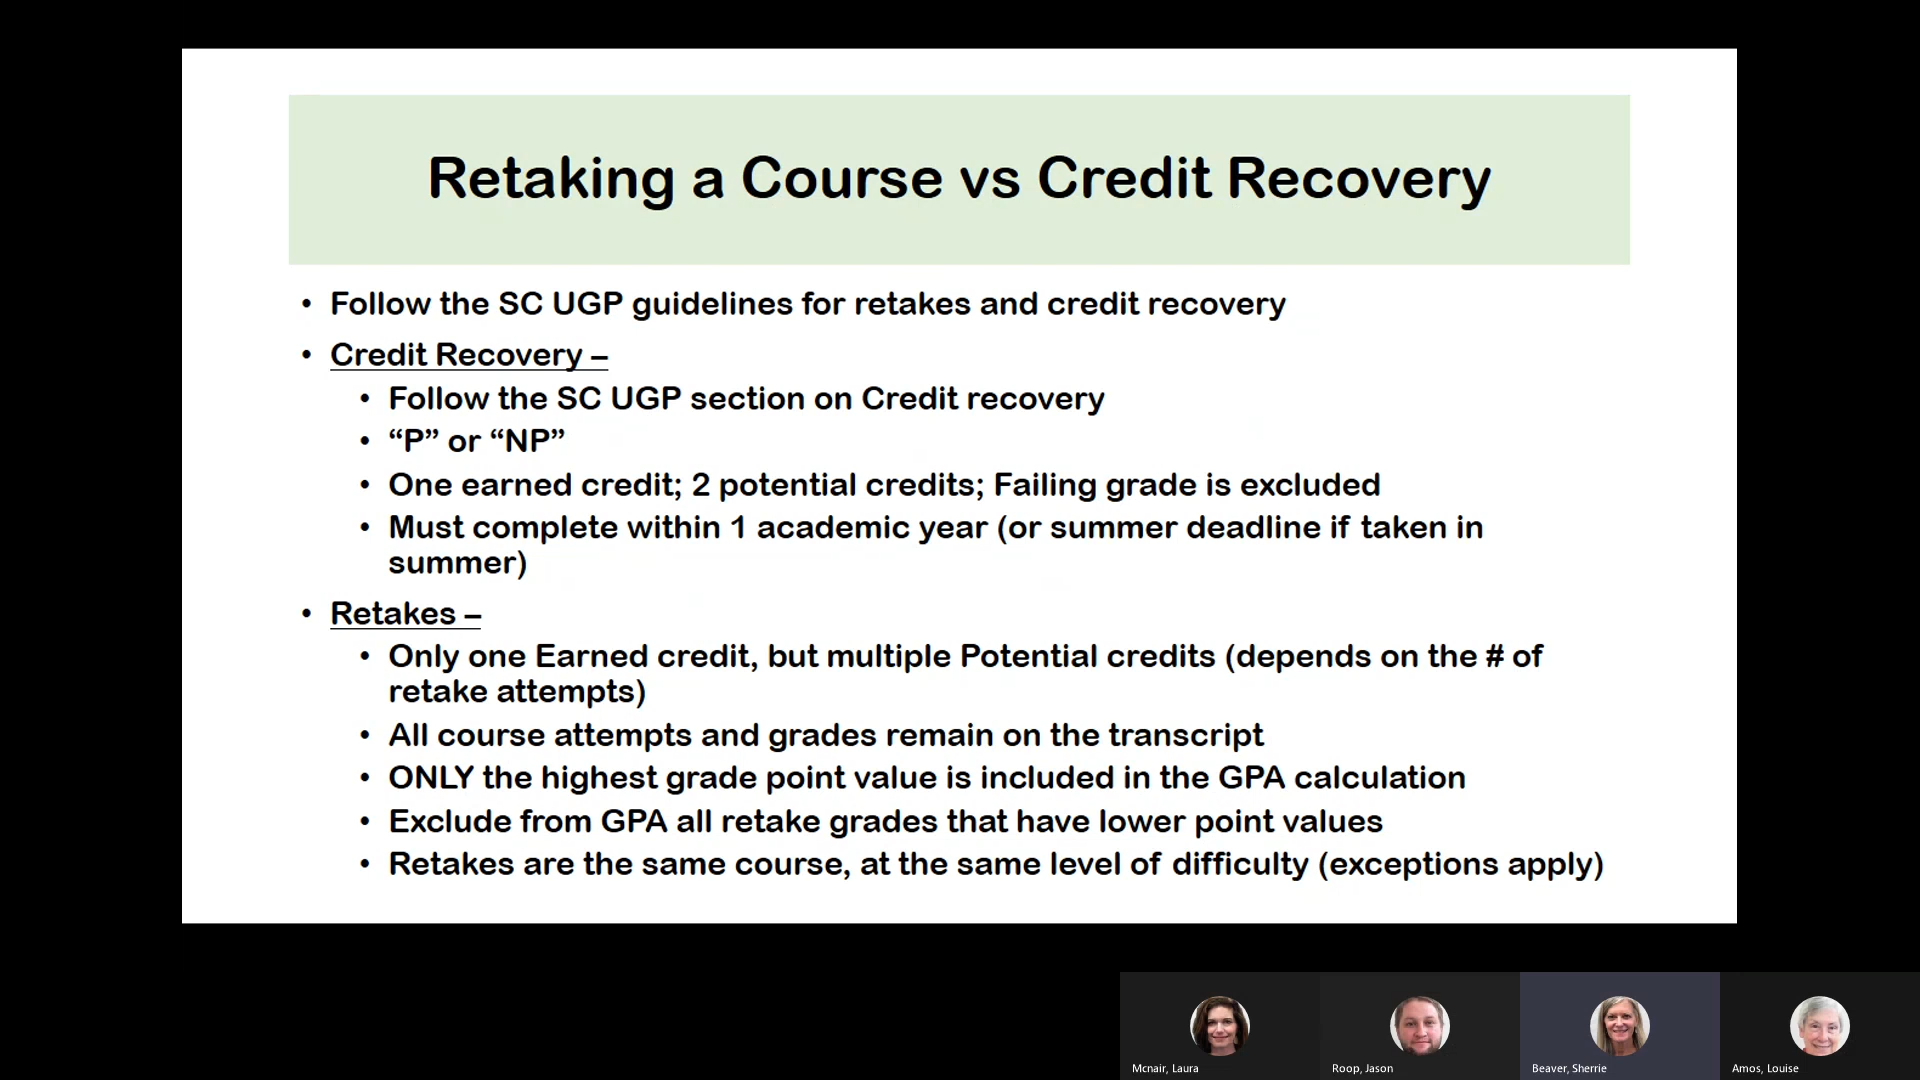 Retaking a Course vs Credit Recovery
• Follow the SC UGP guidelines for retakes and credit recovery
• Credit Recovery –
• Follow the SC UGP section on Credit recovery
• “P” or “NP”
• One earned credit; 2 potential credits; Failing grade is excluded
• Must complete within 1 academic year (or summer deadline if taken in
summer)
• Retakes –
• Only one Earned credit, but multiple Potential credits (depends on the # of
retake attempts)
• All course attempts and grades remain on the transcript
• ONLY the highest grade point value is included in the GPA calculation
• Exclude from GPA all retake grades that have lower point values
• Retakes are the same course, at the same level of difficulty (exceptions apply)
Mcnair, Laura
Roop, Jason
Beaver, Sherrie
Amos, Louise